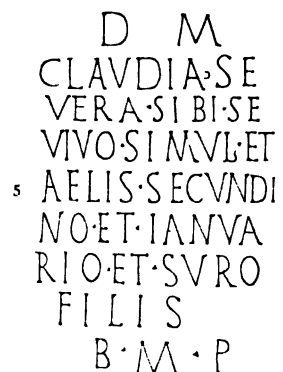 D M
CLAVDIA·SE
VERA·SIBI·SE
VIVO·SIMVL·ET
5 AELIS·SECVNDI
NO·ET·IANVA
RIO·ET·SVRO
FILIS
B·M·P